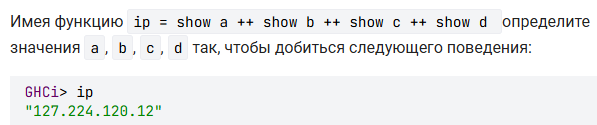 Имея функцию ip = show a ++ show b ++ show c ++ show d определите
значения a , b , c , d так, чтобы добиться следующего поведения:
GHCi> ip
"127.224.120.12"